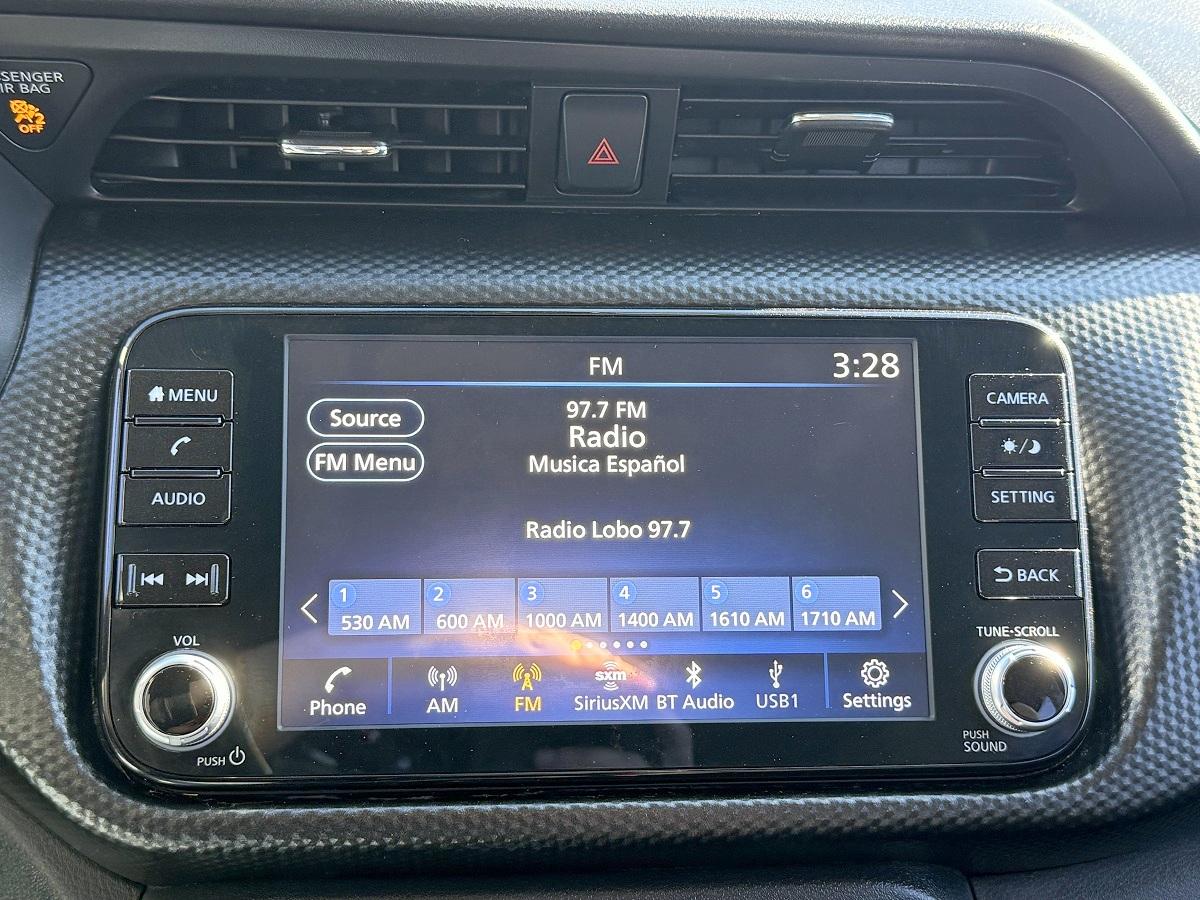 SENGER
IR BAG
2
OFF
FM
3:28
MENU
AUDIO
VOL
PUSH
Source
FM Menu
97.7 FM
Radio
Musica Español
Radio Lobo 97.7
1 2 3 4 5 6
530 AM 600 AM 1000 AM 1400 AM 1610 AM 1710 AM
sxm
Phone AM FM SiriusXM BT Audio USB1 Settings
CAMERA
SETTING
BACK
TUNE·SCROLL
PUSH
SOUND